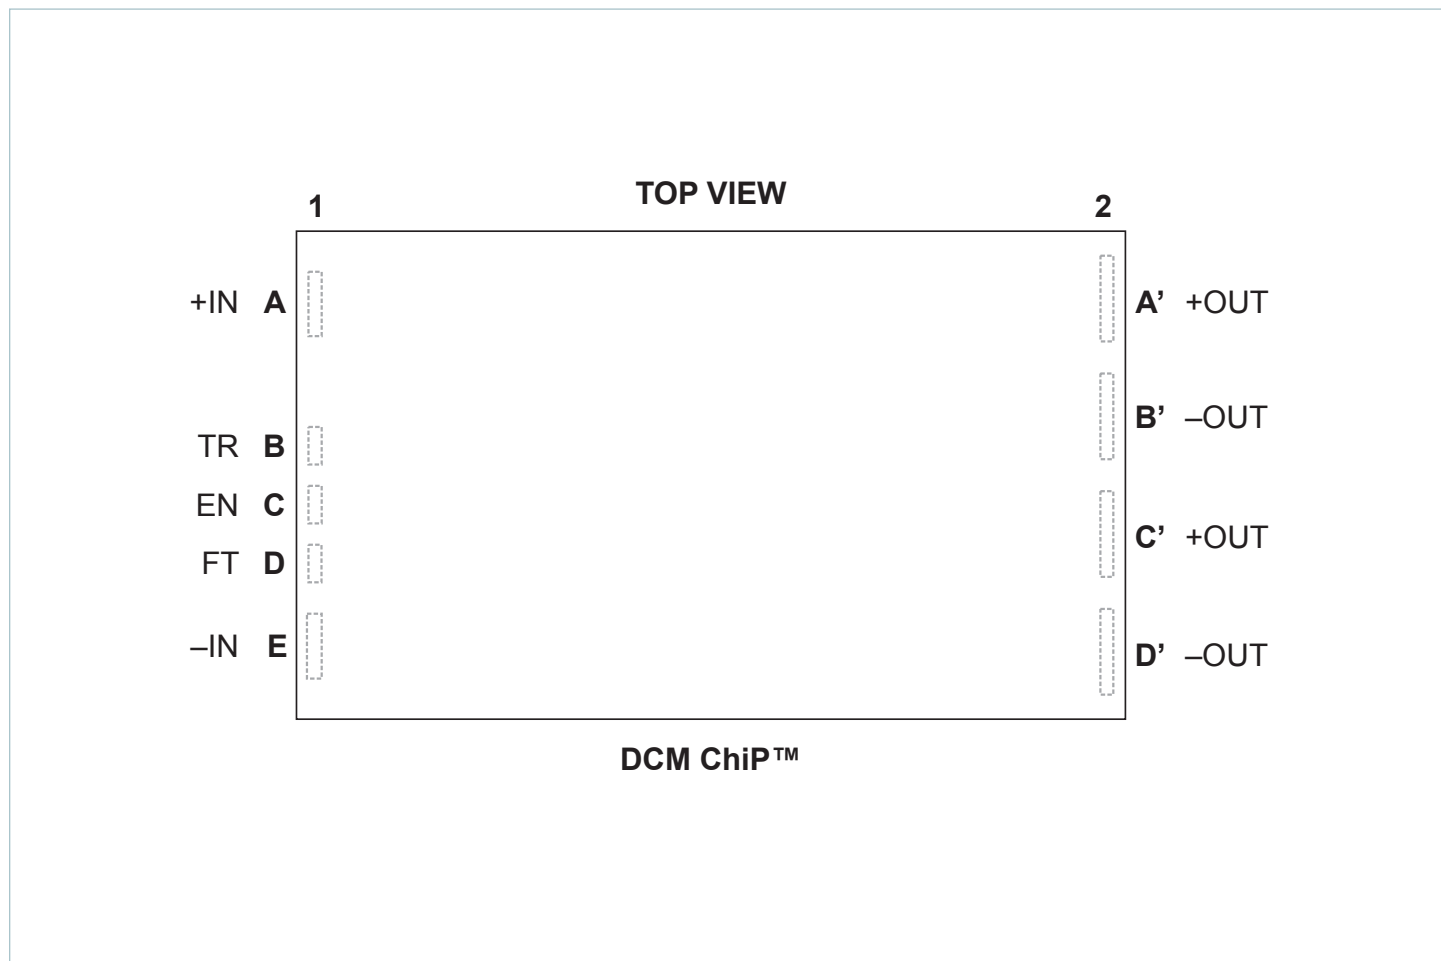 TOP VIEW
1 2
+IN A A’ +OUT
B’ –OUT
TR B
EN C
C’ +OUT
FT D
–IN E
D’ –OUT
DCM ChiP™